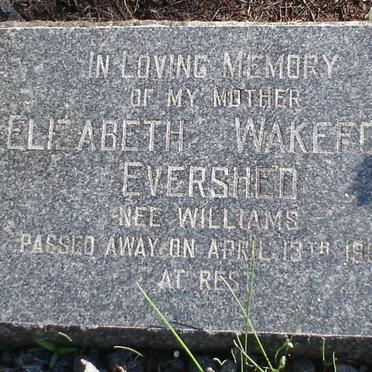 IN LOVING MEMORY
OF MY MOTHER
ELIZABETH
EVERSHED
NEE WILLIAMS
PASSED AWAY ON APRIL 13TH
AT REST